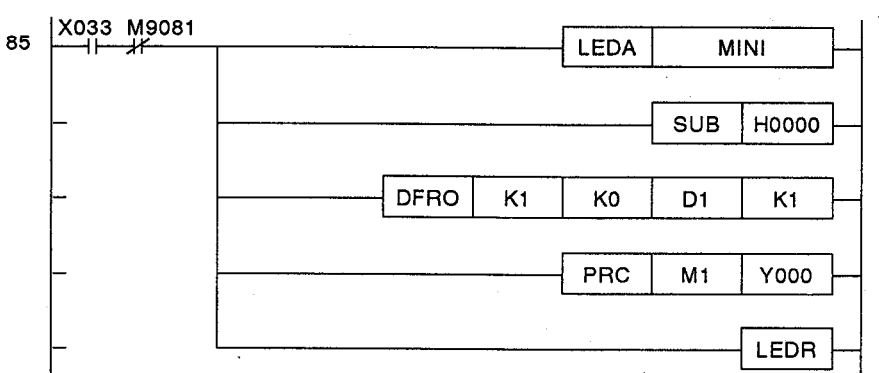 X033 M9081
85 LEDA MINI
SUB H0000
DFRO K1 K0 D1 K1
PRC M1 Y000
LEDR